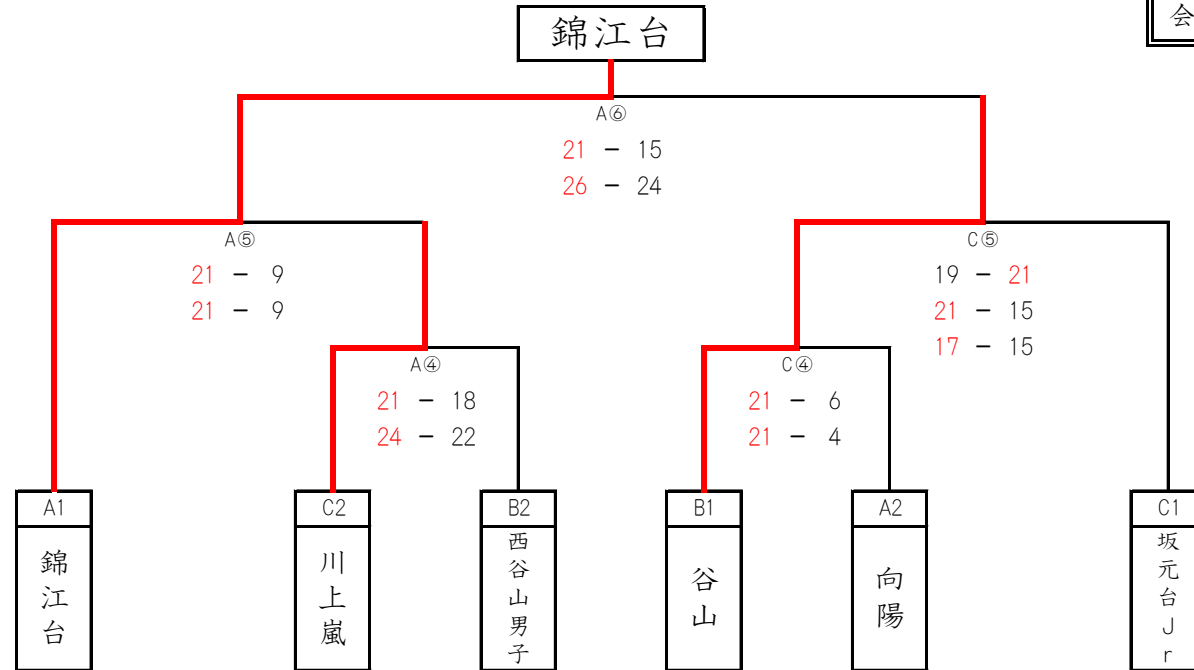 錦江台
会
A⑥
21 － 15
26 － 24
A⑤
21 － 9
21 － 9
C⑤
19 － 21
21 － 15
17 － 15
A④
21 － 18
24 － 22
C④
21 － 6
21 － 4
A1
C2
B2
B1
A2
C1
錦江台
川上嵐
西谷山男子
谷山
向陽
坂元台Jr